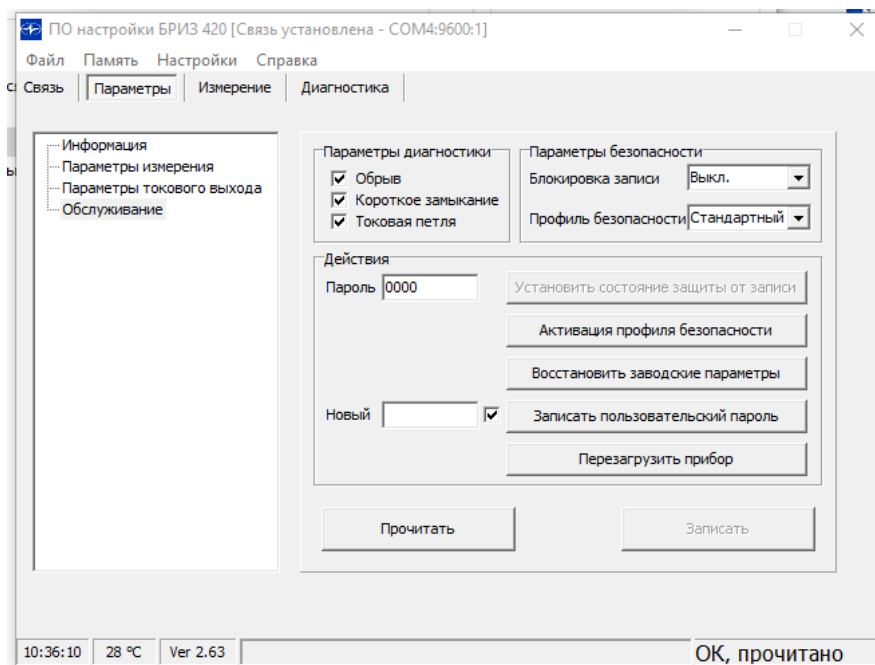 ПО настройки БРИЗ 420 [Связь установлена - COM4:9600:1]
Файл Память Настройки Справка
Связь Параметры Измерение Диагностика
Информация
Параметры измерения
Параметры токового выхода
Обслуживание
Параметры диагностики
Обрыв
Короткое замыкание
Токовая петля
Параметры безопасности
Блокировка записи Выкл.
Профиль безопасности Стандартный
Действия
Пароль 0000 Установить состояние защиты от записи
Активация профиля безопасности
Восстановить заводские параметры
Новый Записать пользовательский пароль
Перезагрузить прибор
Прочитать Записать
10:36:10 28 ºC Ver 2.63 ОК, прочитано